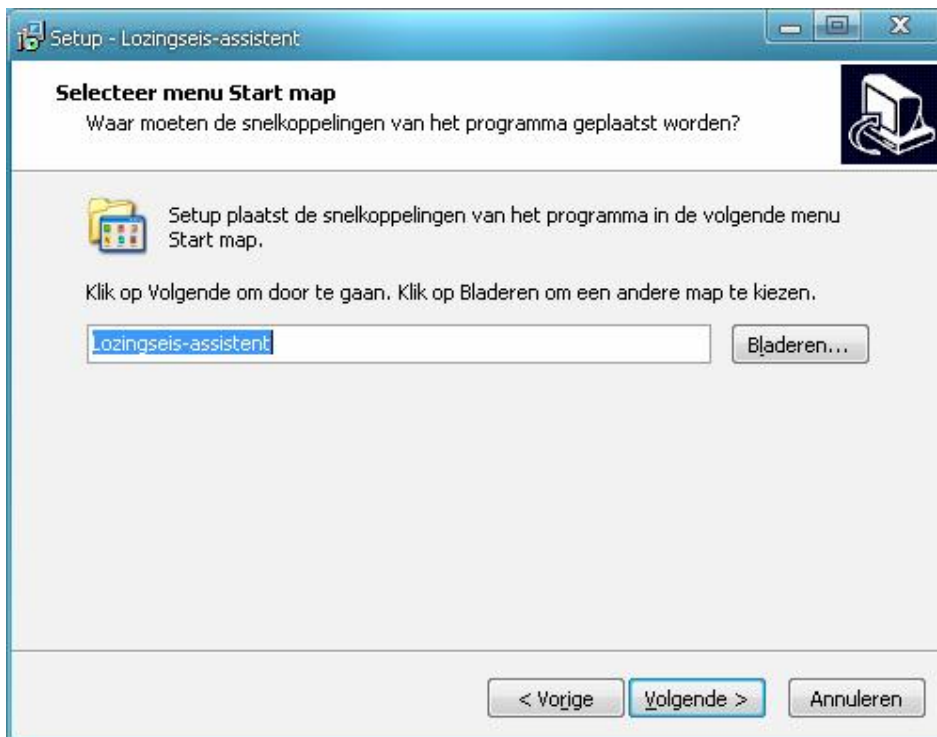 Setup - Lozingseis-assistent
Selecteer menu Start map
Waar moeten de snelkoppelingen van het programma geplaatst worden?
Setup plaatst de snelkoppelingen van het programma in de volgende menu
Start map.
Klik op Volgende om door te gaan. Klik op Bladeren om een andere map te kiezen.
Lozingseis-assistent
Bladeren...
< Vorige
Volgende >
Annuleren